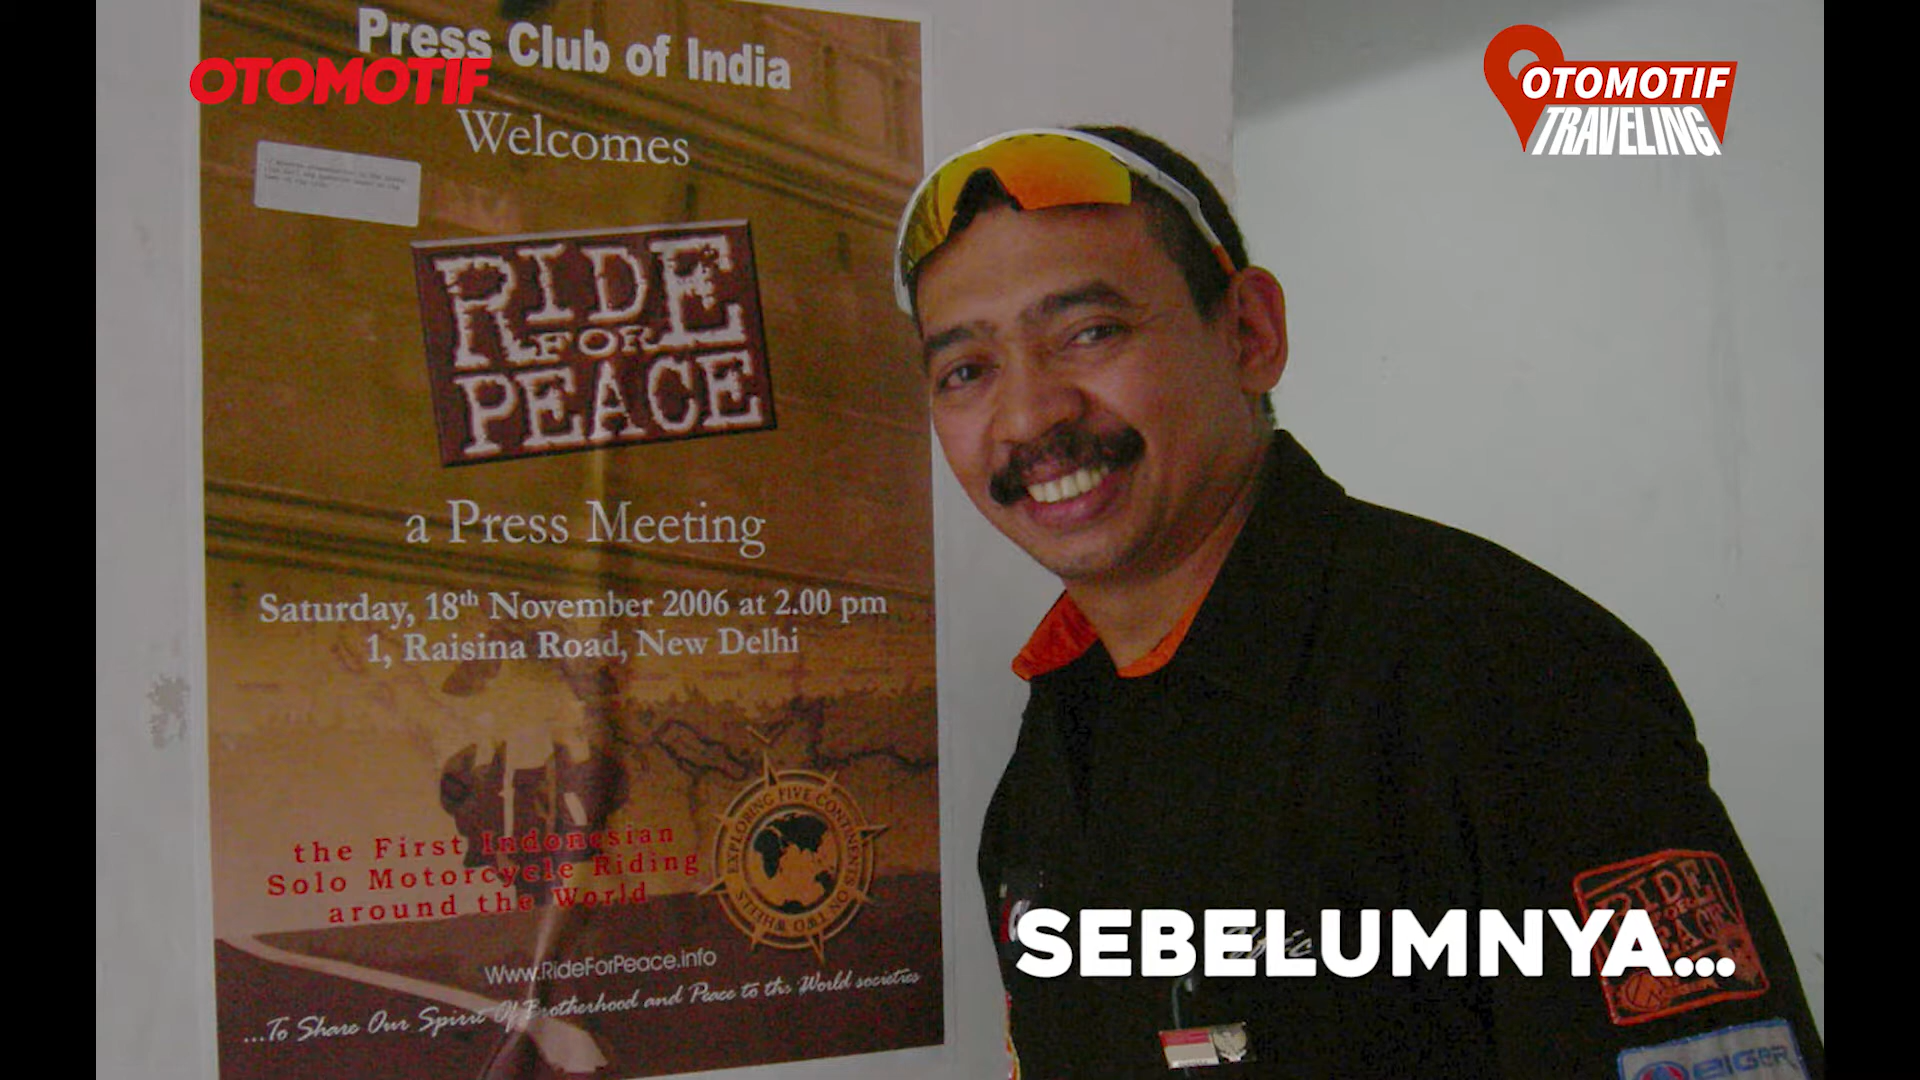 Press Club of India
OTOMOTIF
OTOMOTIF
TRAVELING
Welcomes
RIDE
FOR
PEACE
a Press Meeting
Saturday, 18th November 2006 at 2.00 pm
1, Raisina Road, New Delhi
the First Indonesian
Solo Motorcycle Riding
around the World
EXPLORING FIVE CONTINENTS ON TWO WHEELS
Www.RideForPeace.info
...To Share Our Spirit Of Brotherhood and Peace to the World societies
SEBELUMNYA...
RIDE
FOR
PEACE
EIGER